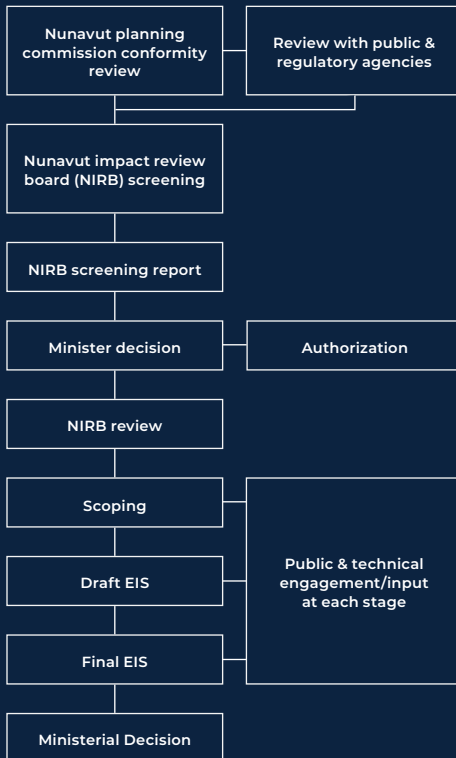 Nunavut planning
commission conformity
review
Review with public &
regulatory agencies
Nunavut impact review
board (NIRB) screening
NIRB screening report
Minister decision
Authorization
NIRB review
Scoping
Draft EIS
Final EIS
Public & technical
engagement/input
at each stage
Ministerial Decision